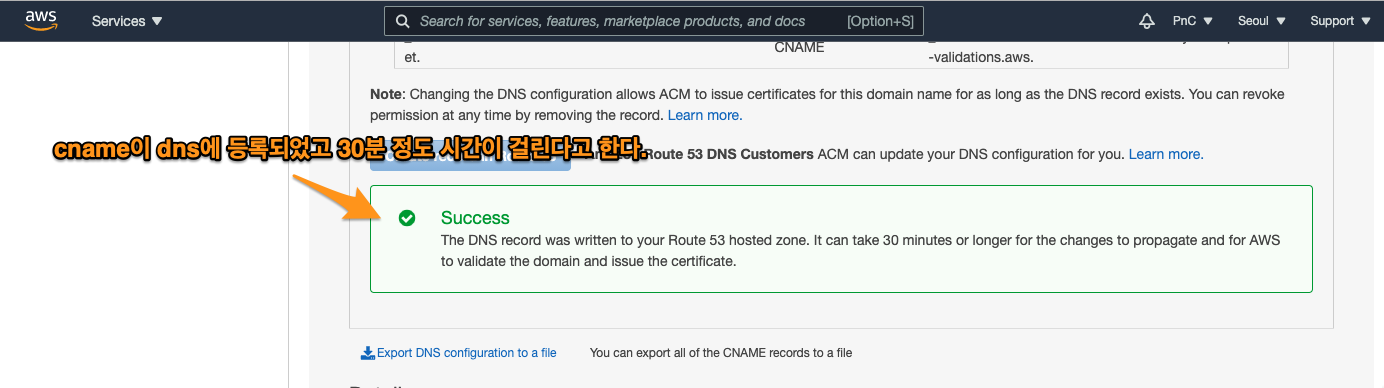 aws
Services
Search for services, features, marketplace products, and docs [Option+S]
PnC
Seoul
Support
et.
CNAME
-validations.aws.
Note: Changing the DNS configuration allows ACM to issue certificates for this domain name for as long as the DNS record exists. You can revoke
permission at any time by removing the record. Learn more.
cname이 dns에 등록되었고 30분 정도 시간이 걸린다고 한다.
Route 53 DNS Customers ACM can update your DNS configuration for you. Learn more.
Success
The DNS record was written to your Route 53 hosted zone. It can take 30 minutes or longer for the changes to propagate and for AWS
to validate the domain and issue the certificate.
Export DNS configuration to a file
You can export all of the CNAME records to a file